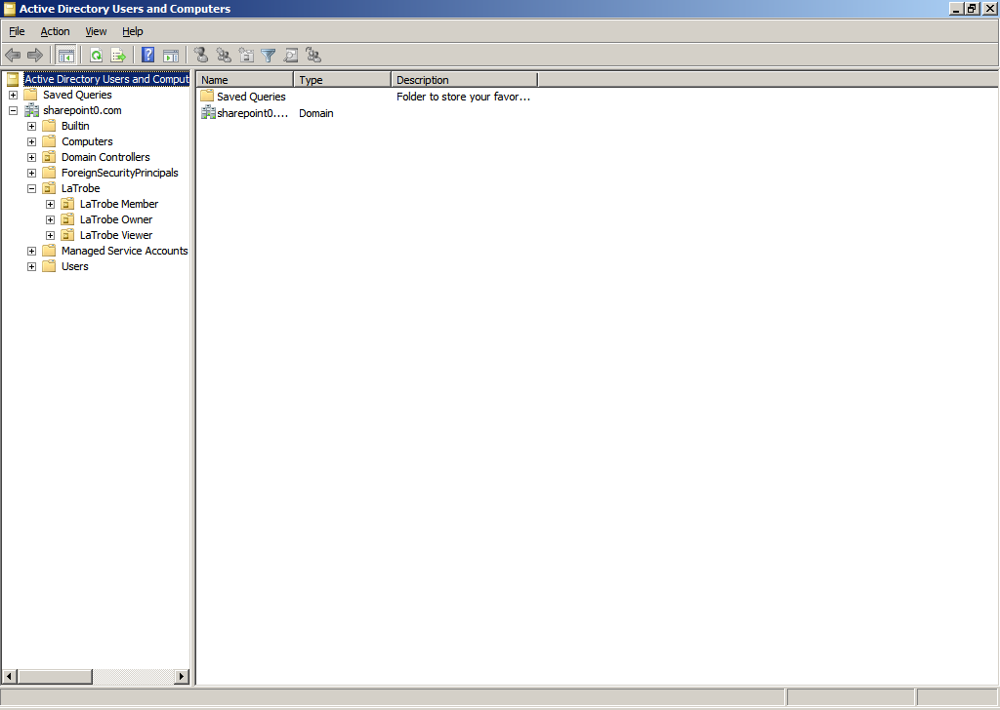 Active Directory Users and Computers
File Action View Help
Active Directory Users and Comput
Saved Queries
sharepoint0.com
Builtin
Computers
Domain Controllers
ForeignSecurityPrincipals
LaTrobe
LaTrobe Member
LaTrobe Owner
LaTrobe Viewer
Managed Service Accounts
Users
Name Type Description
Saved Queries Folder to store your favor...
sharepoint0.... Domain